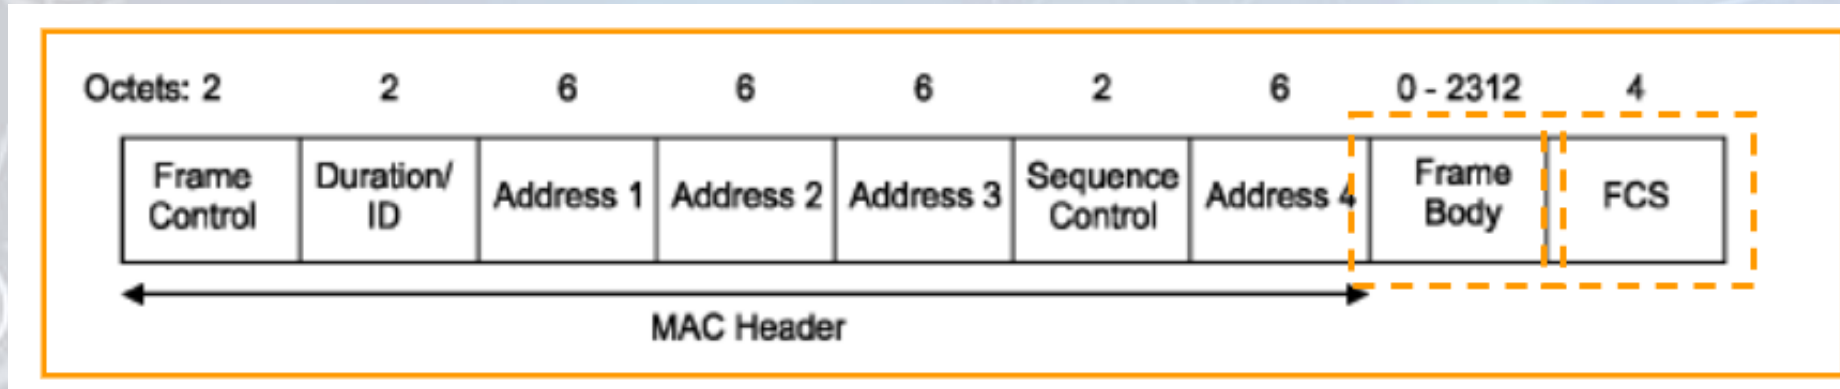 Octets: 2 2 6 6 6 2 6 0 - 2312 4
Frame Control
Duration/ ID
Address 1
Address 2
Address 3
Sequence Control
Address 4
Frame Body
FCS
MAC Header